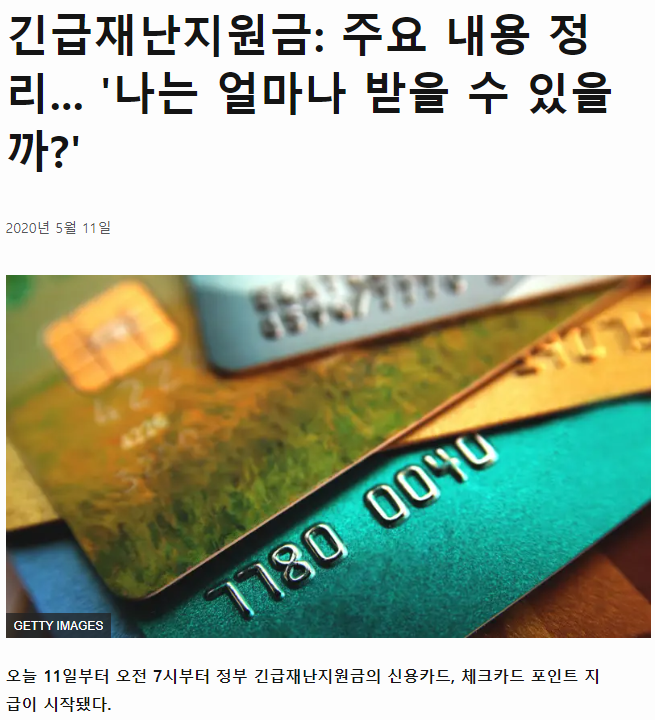 긴급재난지원금: 주요 내용 정
리... '나는 얼마나 받을 수 있을
까?'
2020년 5월 11일
4226
7780 0040
GETTY IMAGES
오늘 11일부터 오전 7시부터 정부 긴급재난지원금의 신용카드, 체크카드 포인트 지
급이 시작됐다.